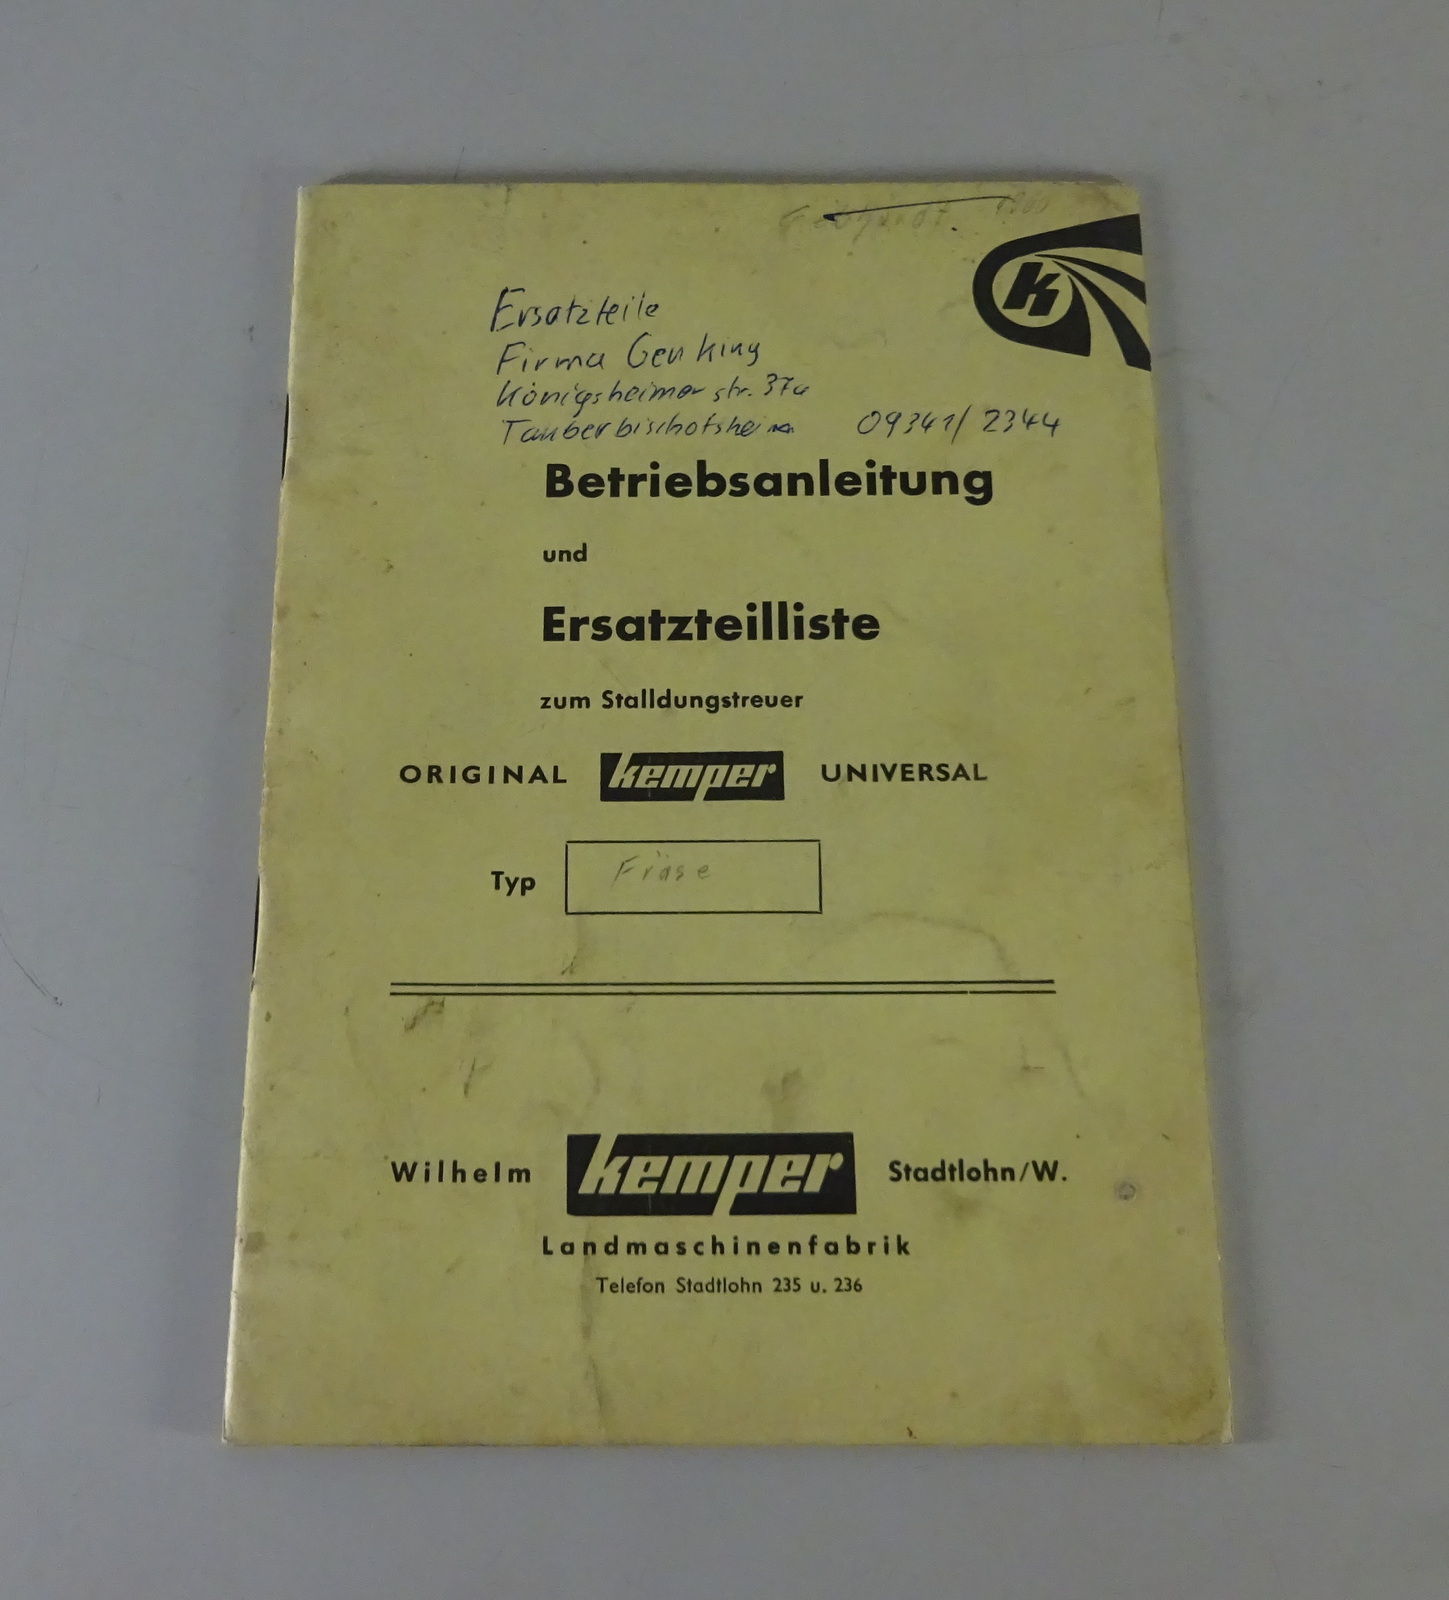 k
Ersatzteile
Firma Genking
Königsheimer str. 37a
Tauberbischofsheim 09341/2344
Betriebsanleitung
und
Ersatzteilliste
zum Stalldungstreuer
ORIGINAL kemper UNIVERSAL
Typ Fräse
Wilhelm kemper Stadtlohn/W.
Landmaschinenfabrik
Telefon Stadtlohn 235 u. 236